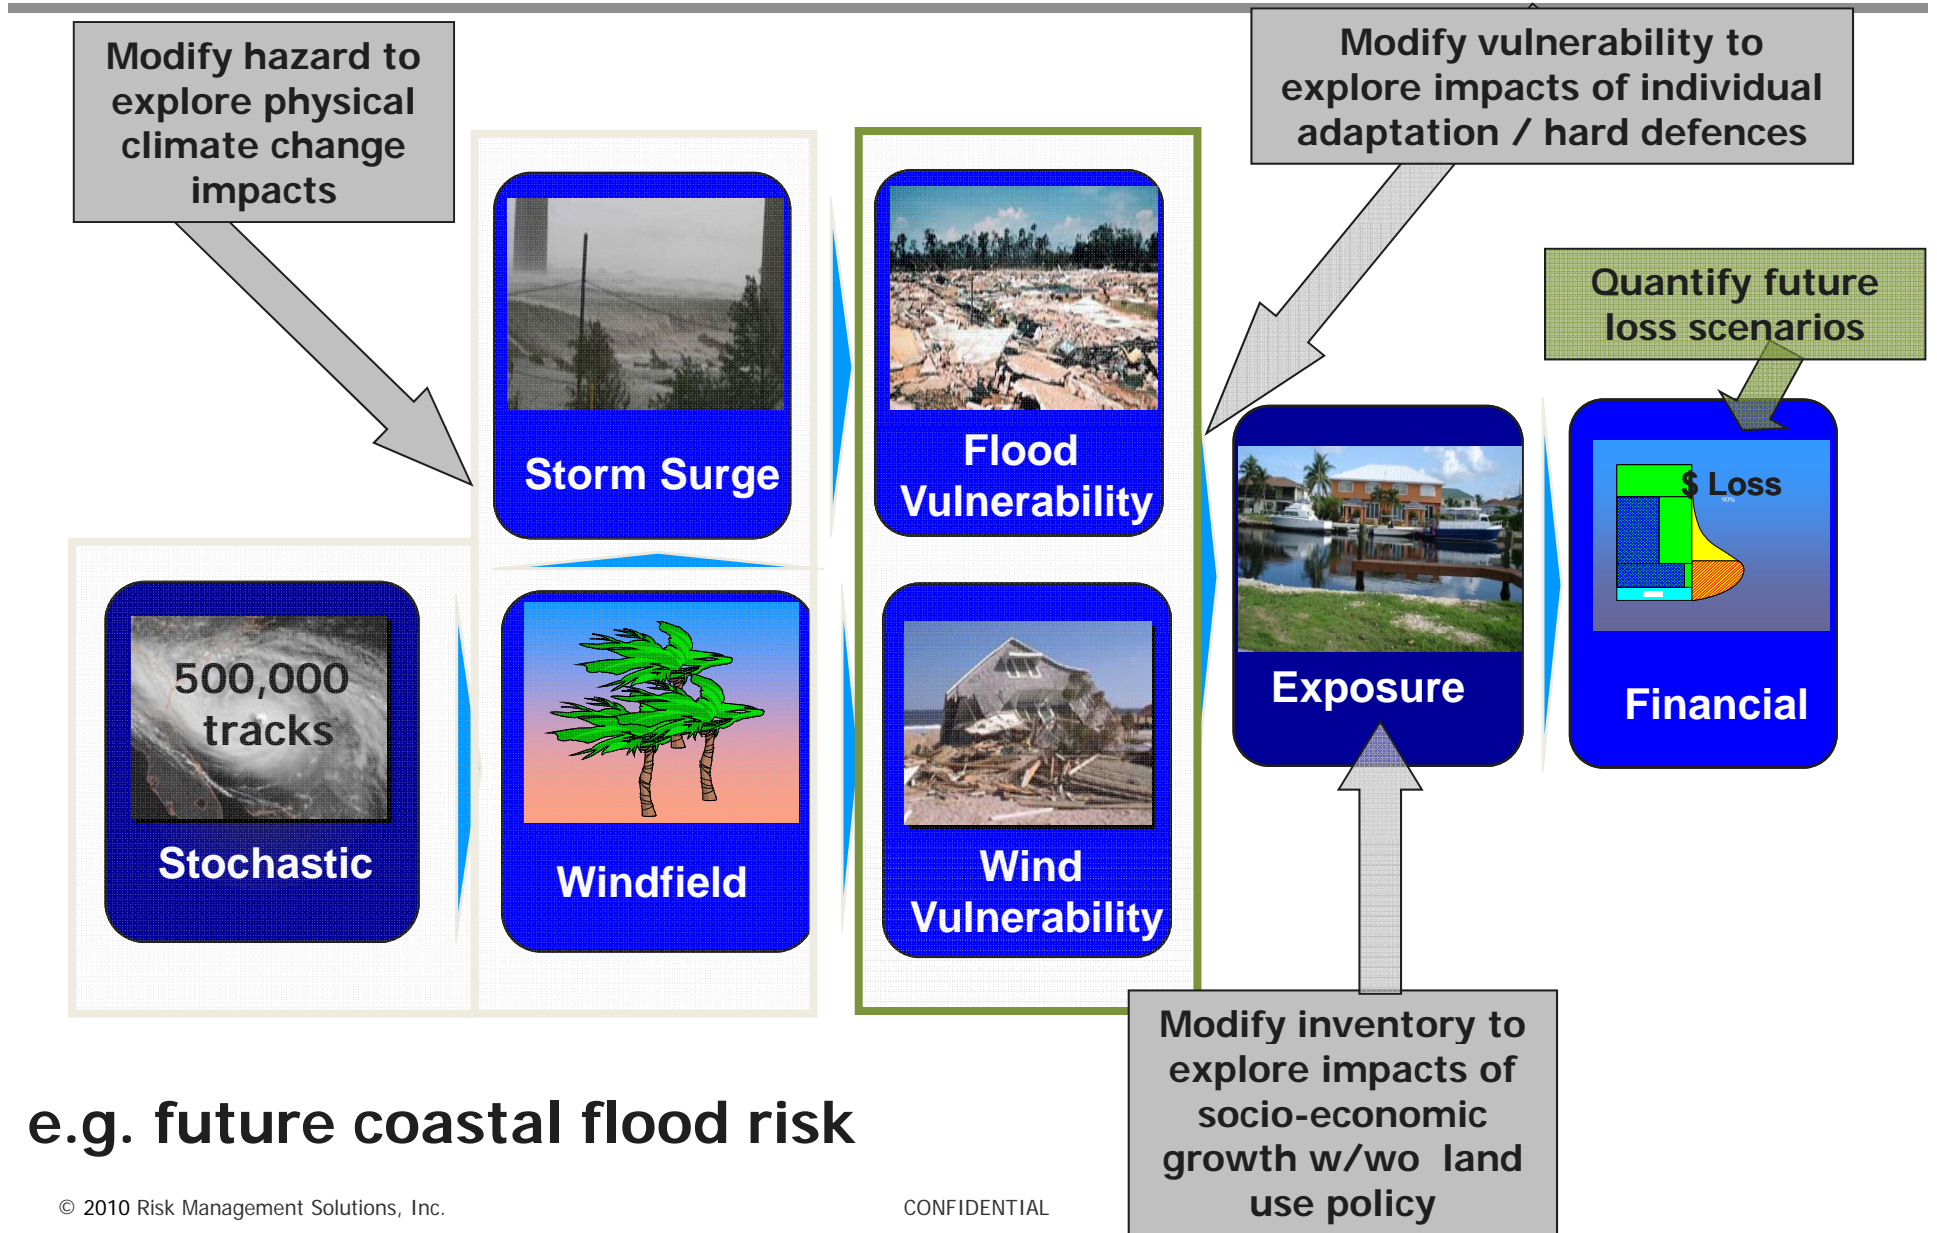 Modify hazard to
explore physical
climate change
impacts
Modify vulnerability to
explore impacts of individual
adaptation / hard defences
Quantify future
loss scenarios
Storm Surge
Flood
Vulnerability
$ Loss
90%
500,000
tracks
Stochastic
Windfield
Wind
Vulnerability
Exposure
Financial
Modify inventory to
explore impacts of
socio-economic
growth w/wo land
use policy
e.g. future coastal flood risk
© 2010 Risk Management Solutions, Inc.
CONFIDENTIAL